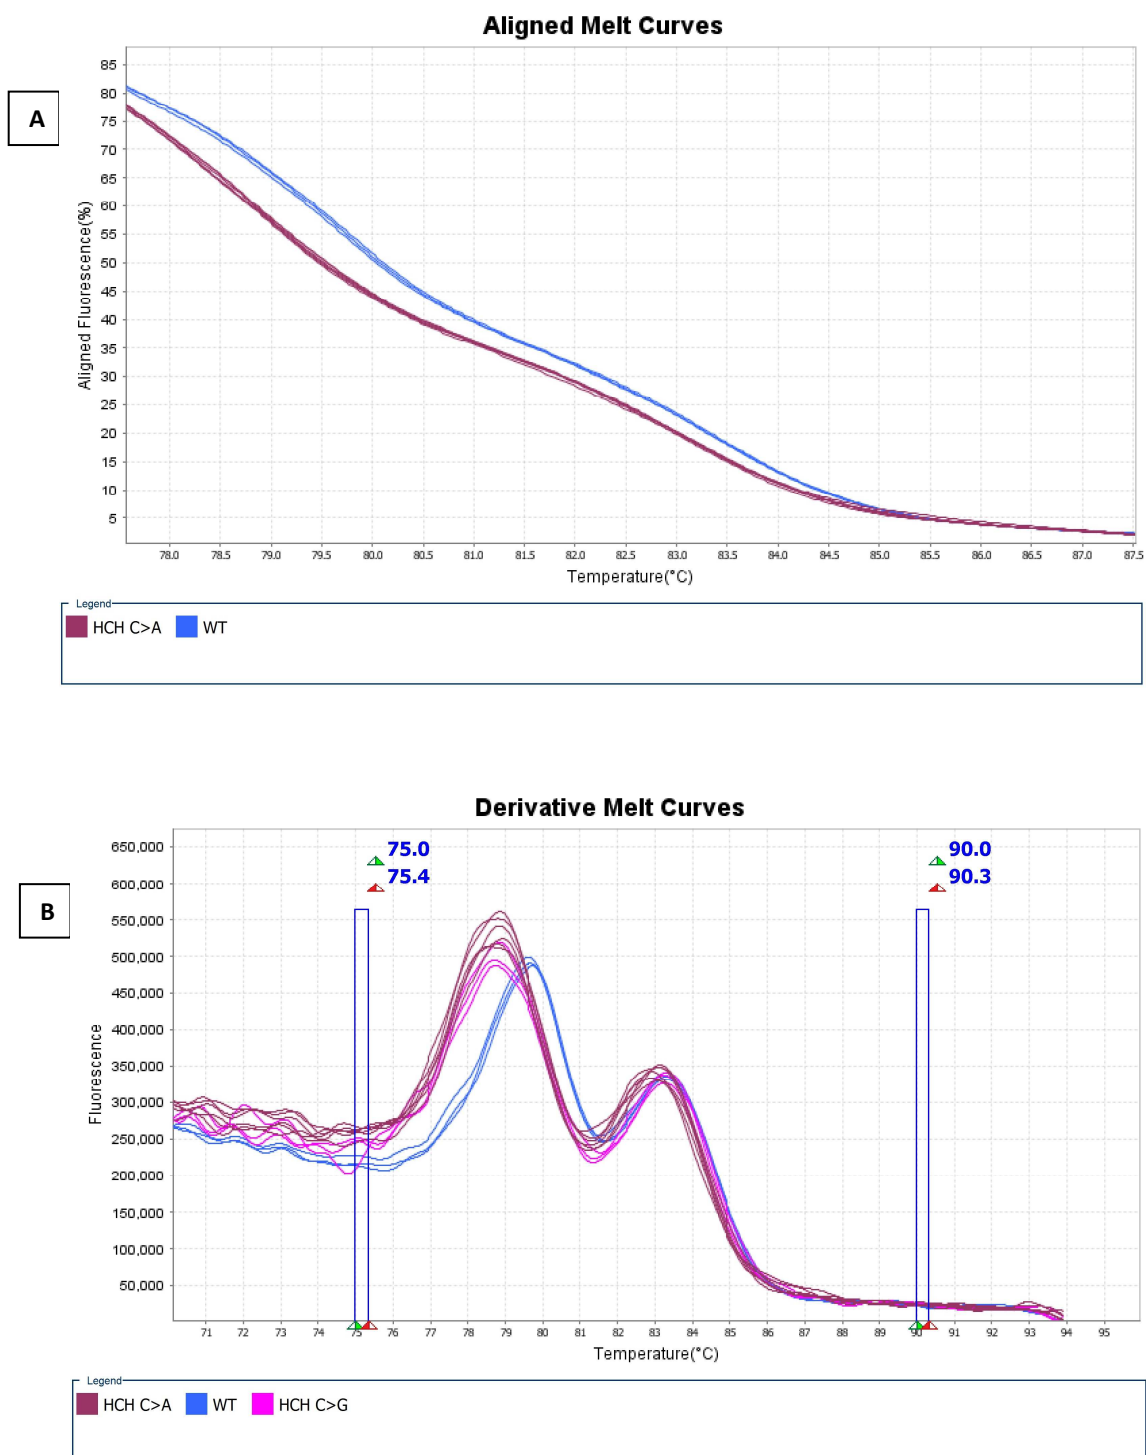 Aligned Melt Curves
A
85
80
75
70
65
60
55
50
45
40
35
30
25
20
15
10
5
Aligned Fluorescence(%)
78.0 78.5 79.0 79.5 80.0 80.5 81.0 81.5 82.0 82.5 83.0 83.5 84.0 84.5 85.0 85.5 86.0 86.5 87.0 87.5
Temperature(°C)
Legend
HCH C>A WT
Derivative Melt Curves
B
650,000
600,000
550,000
500,000
450,000
400,000
350,000
300,000
250,000
200,000
150,000
100,000
50,000
Fluorescence
75.0 90.0
75.4 90.3
71 72 73 74 75 76 77 78 79 80 81 82 83 84 85 86 87 88 89 90 91 92 93 94 95
Temperature(°C)
Legend
HCH C>A WT HCH C>G